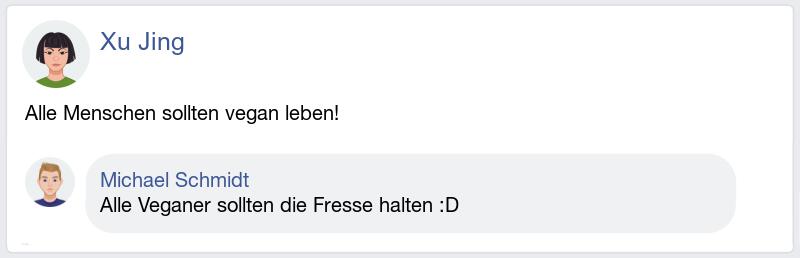 Xu Jing
Alle Menschen sollten vegan leben!
Michael Schmidt
Alle Veganer sollten die Fresse halten :D